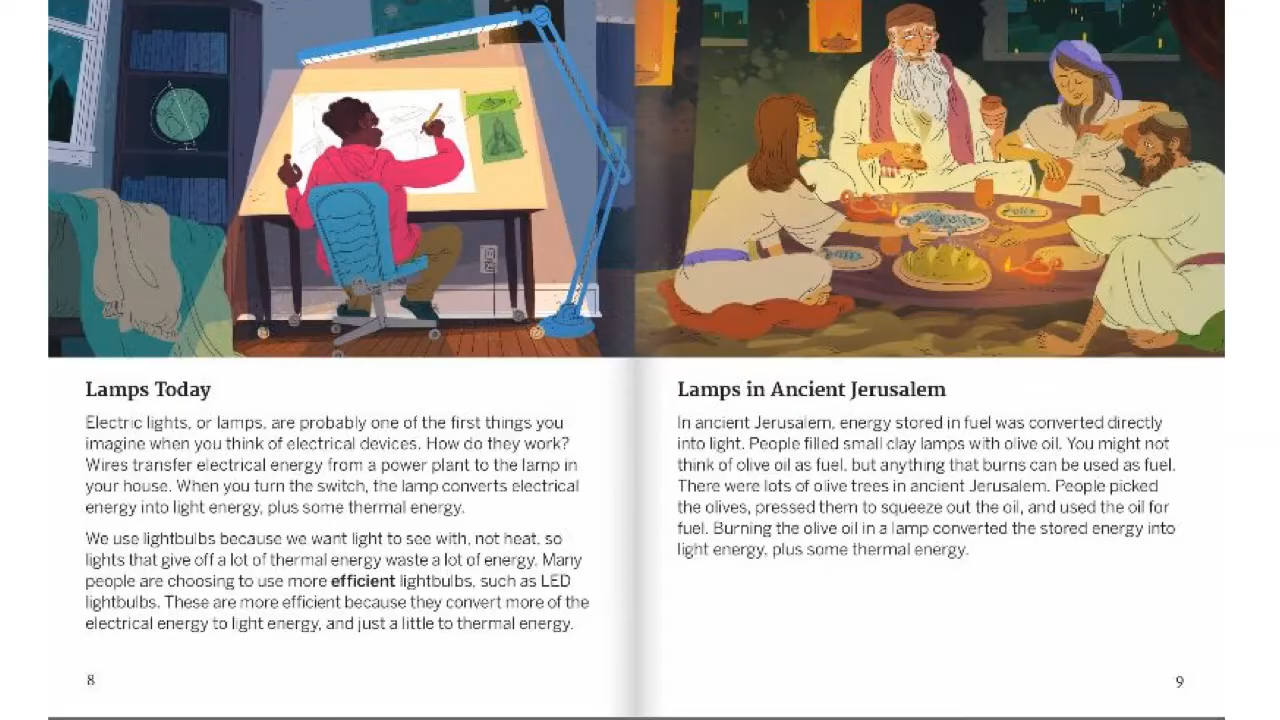 Lamps Today
Electric lights, or lamps, are probably one of the first things you
imagine when you think of electrical devices. How do they work?
Wires transfer electrical energy from a power plant to the lamp in
your house. When you turn the switch, the lamp converts electrical
energy into light energy, plus some thermal energy.
We use lightbulbs because we want light to see with, not heat, so
lights that give off a lot of thermal energy waste a lot of energy. Many
people are choosing to use more efficient lightbulbs, such as LED
lightbulbs. These are more efficient because they convert more of the
electrical energy to light energy, and just a little to thermal energy.
8
Lamps in Ancient Jerusalem
In ancient Jerusalem, energy stored in fuel was converted directly
into light. People filled small clay lamps with olive oil. You might not
think of olive oil as fuel, but anything that burns can be used as fuel.
There were lots of olive trees in ancient Jerusalem. People picked
the olives, pressed them to squeeze out the oil, and used the oil for
fuel. Burning the olive oil in a lamp converted the stored energy into
light energy, plus some thermal energy.
9